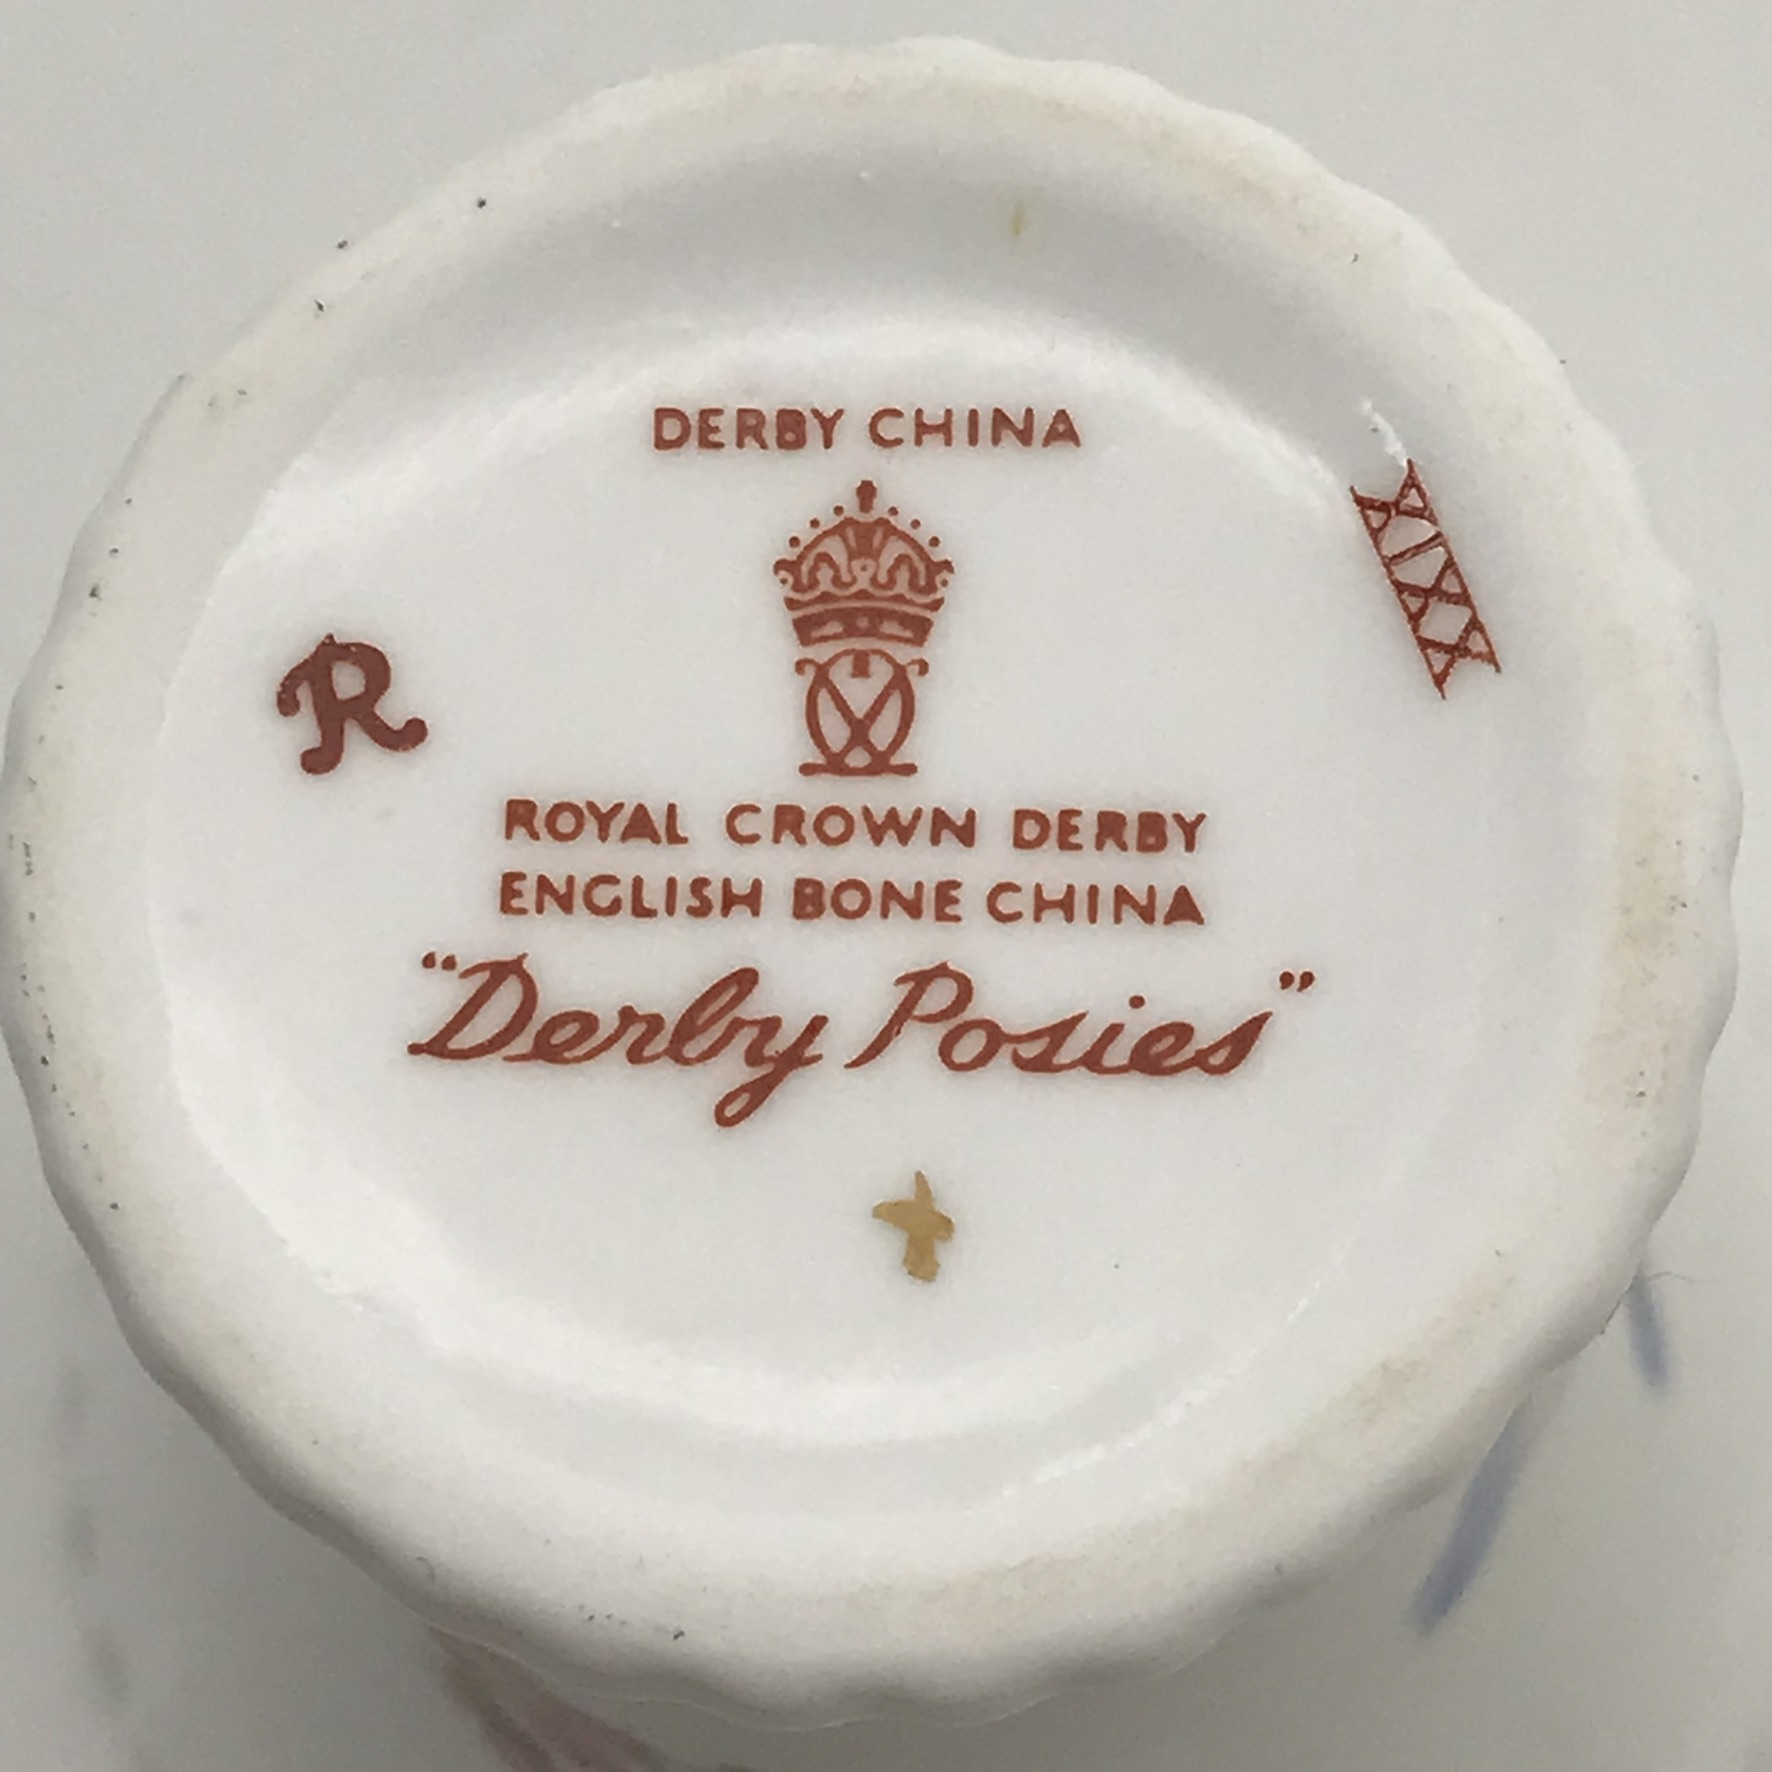 DERBY CHINA
XXIX
R
ROYAL CROWN DERBY
ENGLISH BONE CHINA
"Derby Posies"